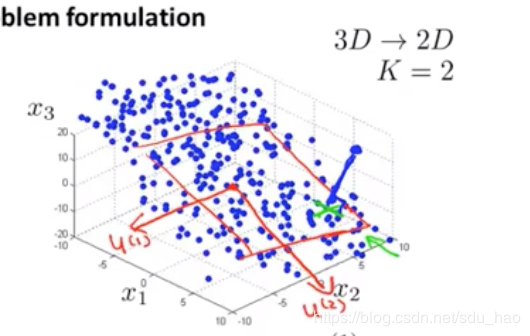 blem formulation
3D → 2D
K = 2
x₃
20
10
0
-10
-20
-10
-5
0
5
10
-10
-5
5
10
x₁
x₂
u(1)
u(2)
https://blog.csdn.net/sdu_hao